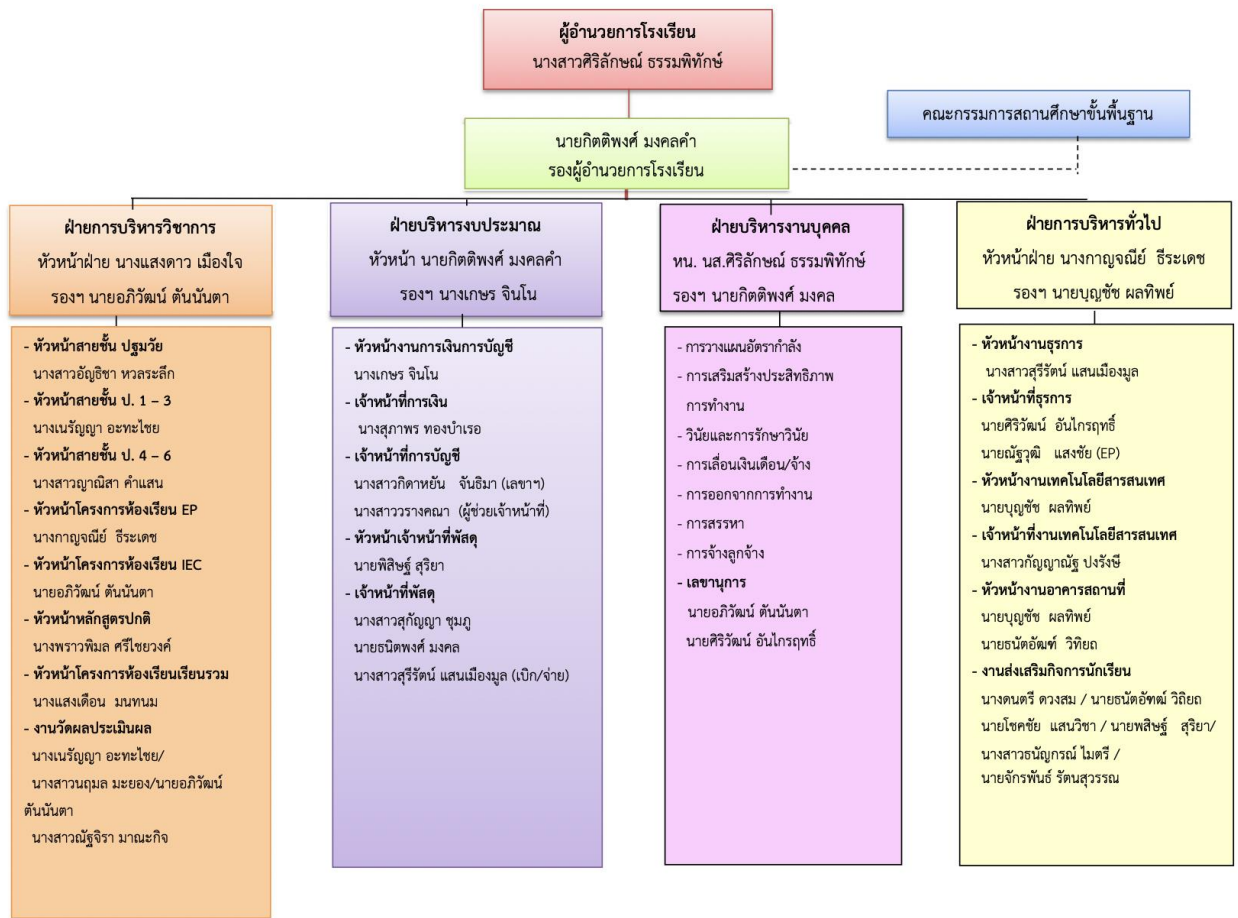 ผู้อำนวยการโรงเรียน
นางสาวศิริลักษณ์ ธรรมพิทักษ์
คณะกรรมการสถานศึกษาขั้นพื้นฐาน
นายกิตติพงศ์ มงคลคำ
รองผู้อำนวยการโรงเรียน
ฝ่ายการบริหารวิชาการ
หัวหน้าฝ่าย นางแสงดาว เมืองใจ
รองฯ นายอภิวัฒน์ ตันนันตา
- หัวหน้าสายชั้น ปฐมวัย
นางสาวอัญธิชา หวลระลึก
- หัวหน้าสายชั้น ป. 1 – 3
นางเนรัญญา อะทะไชย
- หัวหน้าสายชั้น ป. 4 – 6
นางสาวญาณิสา คำแสน
- หัวหน้าโครงการห้องเรียน EP
นางกาญจณีย์ ธีระเดช
- หัวหน้าโครงการห้องเรียน IEC
นายอภิวัฒน์ ตันนันตา
- หัวหน้าหลักสูตรปกติ
นางพราวพิมล ศรีไชยวงค์
- หัวหน้าโครงการห้องเรียนเรียนรวม
นางแสงเดือน มนทนม
- งานวัดผลประเมินผล
นางเนรัญญา อะทะไชย/
นางสาวนฤมล มะยอง/นายอภิวัฒน์
ตันนันตา
นางสาวณัฐจิรา มาณะกิจ
ฝ่ายบริหารงบประมาณ
หัวหน้า นายกิตติพงศ์ มงคลคำ
รองฯ นางเกษร จินโน
- หัวหน้างานการเงินการบัญชี
นางเกษร จินโน
- เจ้าหน้าที่การเงิน
นางสุภาพร ทองบำเรอ
- เจ้าหน้าที่การบัญชี
นางสาวกิดาหยัน จันธิมา (เลขาฯ)
นางสาววรางคณา (ผู้ช่วยเจ้าหน้าที่)
- หัวหน้าเจ้าหน้าที่พัสดุ
นายพิสิษฐ์ สุริยา
- เจ้าหน้าที่พัสดุ
นางสาวสุกัญญา ชุมภู
นายธนิตพงศ์ มงคล
นางสาวสุรีรัตน์ แสนเมืองมูล (เบิก/จ่าย)
ฝ่ายบริหารงานบุคคล
หน. นส.ศิริลักษณ์ ธรรมพิทักษ์
รองฯ นายกิตติพงศ์ มงคล
- การวางแผนอัตรากำลัง
- การเสริมสร้างประสิทธิภาพ
การทำงาน
- วินัยและการรักษาวินัย
- การเลื่อนเงินเดือน/จ้าง
- การออกจากการทำงาน
- การสรรหา
- การจ้างลูกจ้าง
- เลขานุการ
นายอภิวัฒน์ ตันนันตา
นายศิริวัฒน์ อันไกรฤทธิ์
ฝ่ายการบริหารทั่วไป
หัวหน้าฝ่าย นางกาญจณีย์ ธีระเดช
รองฯ นายบุญชัช ผลทิพย์
- หัวหน้างานธุรการ
นางสาวสุรีรัตน์ แสนเมืองมูล
- เจ้าหน้าที่ธุรการ
นายศิริวัฒน์ อันไกรฤทธิ์
นายณัฐวุฒิ แสงชัย (EP)
- หัวหน้างานเทคโนโลยีสารสนเทศ
นายบุญชัช ผลทิพย์
- เจ้าหน้าที่งานเทคโนโลยีสารสนเทศ
นางสาวกัญญาณัฐ ปงรังษี
- หัวหน้างานอาคารสถานที่
นายบุญชัช ผลทิพย์
นายธนัตอัฒฑ์ วิทิยถ
- งานส่งเสริมกิจการนักเรียน
นางดนตรี ดวงสม / นายธนัตอัฑฒ์ วิถิยถ
นายโชคชัย แสนวิชา / นายพสิษฐ์ สุริยา/
นางสาวธนัญกรณ์ ไมตรี /
นายจักรพันธ์ รัตนสุวรรณ